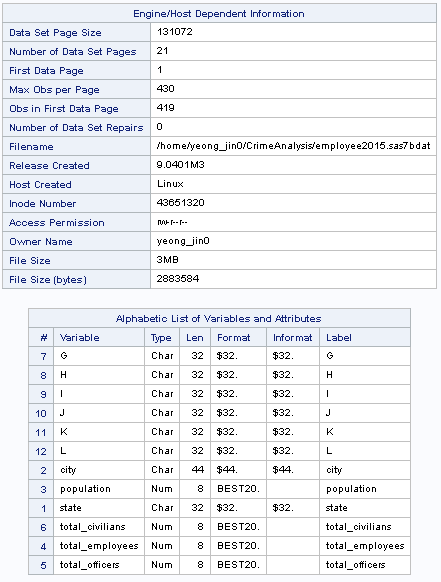 Engine/Host Dependent Information
Data Set Page Size 131072
Number of Data Set Pages 21
First Data Page 1
Max Obs per Page 430
Obs in First Data Page 419
Number of Data Set Repairs 0
Filename /home/yeong_jin0/CrimeAnalysis/employee2015.sas7bdat
Release Created 9.0401M3
Host Created Linux
Inode Number 43651320
Access Permission rw-r--r--
Owner Name yeong_jin0
File Size 3MB
File Size (bytes) 2883584
Alphabetic List of Variables and Attributes
# Variable Type Len Format Informat Label
7 G Char 32 $32. $32. G
8 H Char 32 $32. $32. H
9 I Char 32 $32. $32. I
10 J Char 32 $32. $32. J
11 K Char 32 $32. $32. K
12 L Char 32 $32. $32. L
2 city Char 44 $44. $44. city
3 population Num 8 BEST20. population
1 state Char 32 $32. $32. state
6 total_civilians Num 8 BEST20. total_civilians
4 total_employees Num 8 BEST20. total_employees
5 total_officers Num 8 BEST20. total_officers